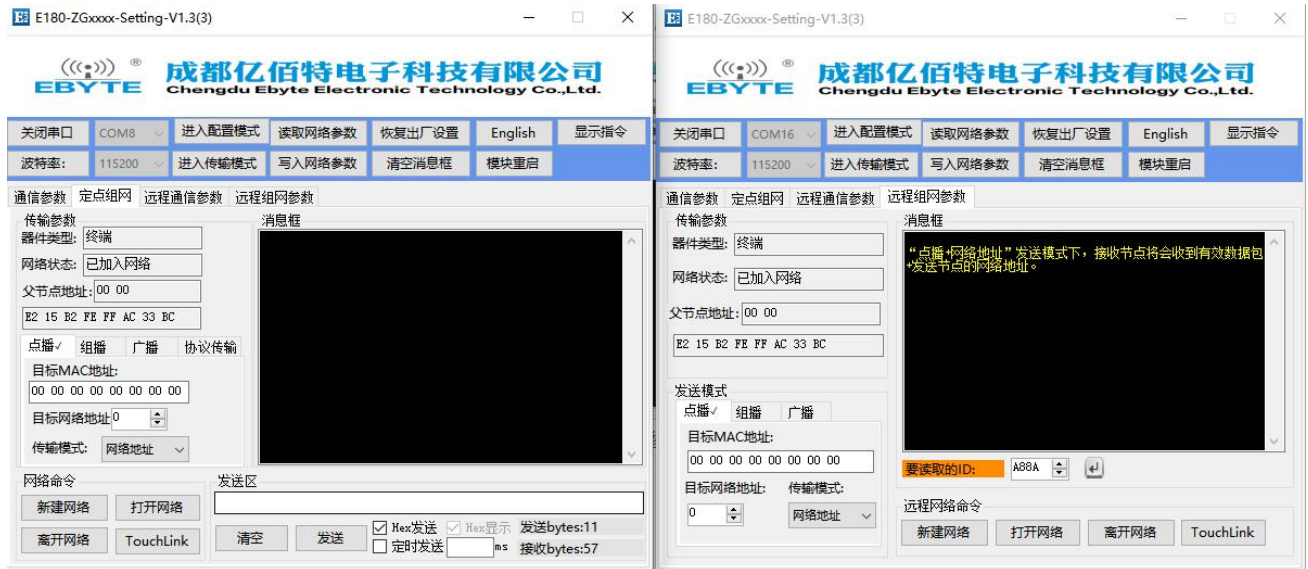 E180-ZGxxxx-Setting-V1.3(3)
EBYTE ®
成都亿佰特电子科技有限公司
Chengdu Ebyte Electronic Technology Co.,Ltd.
关闭串口 COM8 进入配置模式 读取网络参数 恢复出厂设置 English 显示指令
波特率: 115200 进入传输模式 写入网络参数 清空消息框 模块重启
通信参数 定点组网 远程通信参数 远程组网参数
传输参数 消息框
器件类型: 终端
网络状态: 已加入网络
父节点地址: 00 00
E2 15 B2 FE FF AC 33 BC
点播✓ 组播 广播 协议传输
目标MAC地址:
00 00 00 00 00 00 00 00
目标网络地址 0
传输模式: 网络地址
网络命令 发送区
新建网络 打开网络
离开网络 TouchLink
清空 发送 Hex发送 Hex显示 发送bytes:11
定时发送 ms 接收bytes:57
E180-ZGxxxx-Setting-V1.3(3)
EBYTE ®
成都亿佰特电子科技有限公司
Chengdu Ebyte Electronic Technology Co.,Ltd.
关闭串口 COM16 进入配置模式 读取网络参数 恢复出厂设置 English 显示指令
波特率: 115200 进入传输模式 写入网络参数 清空消息框 模块重启
通信参数 定点组网 远程通信参数 远程组网参数
传输参数 消息框
器件类型: 终端
网络状态: 已加入网络
父节点地址: 00 00
E2 15 B2 FE FF AC 33 BC
“点播+网络地址”发送模式下，接收节点将会收到有效数据包
+发送节点的网络地址。
发送模式
点播✓ 组播 广播
目标MAC地址:
00 00 00 00 00 00 00 00
目标网络地址: 传输模式:
0 网络地址
要读取的ID: A88A
远程网络命令
新建网络 打开网络 离开网络 TouchLink